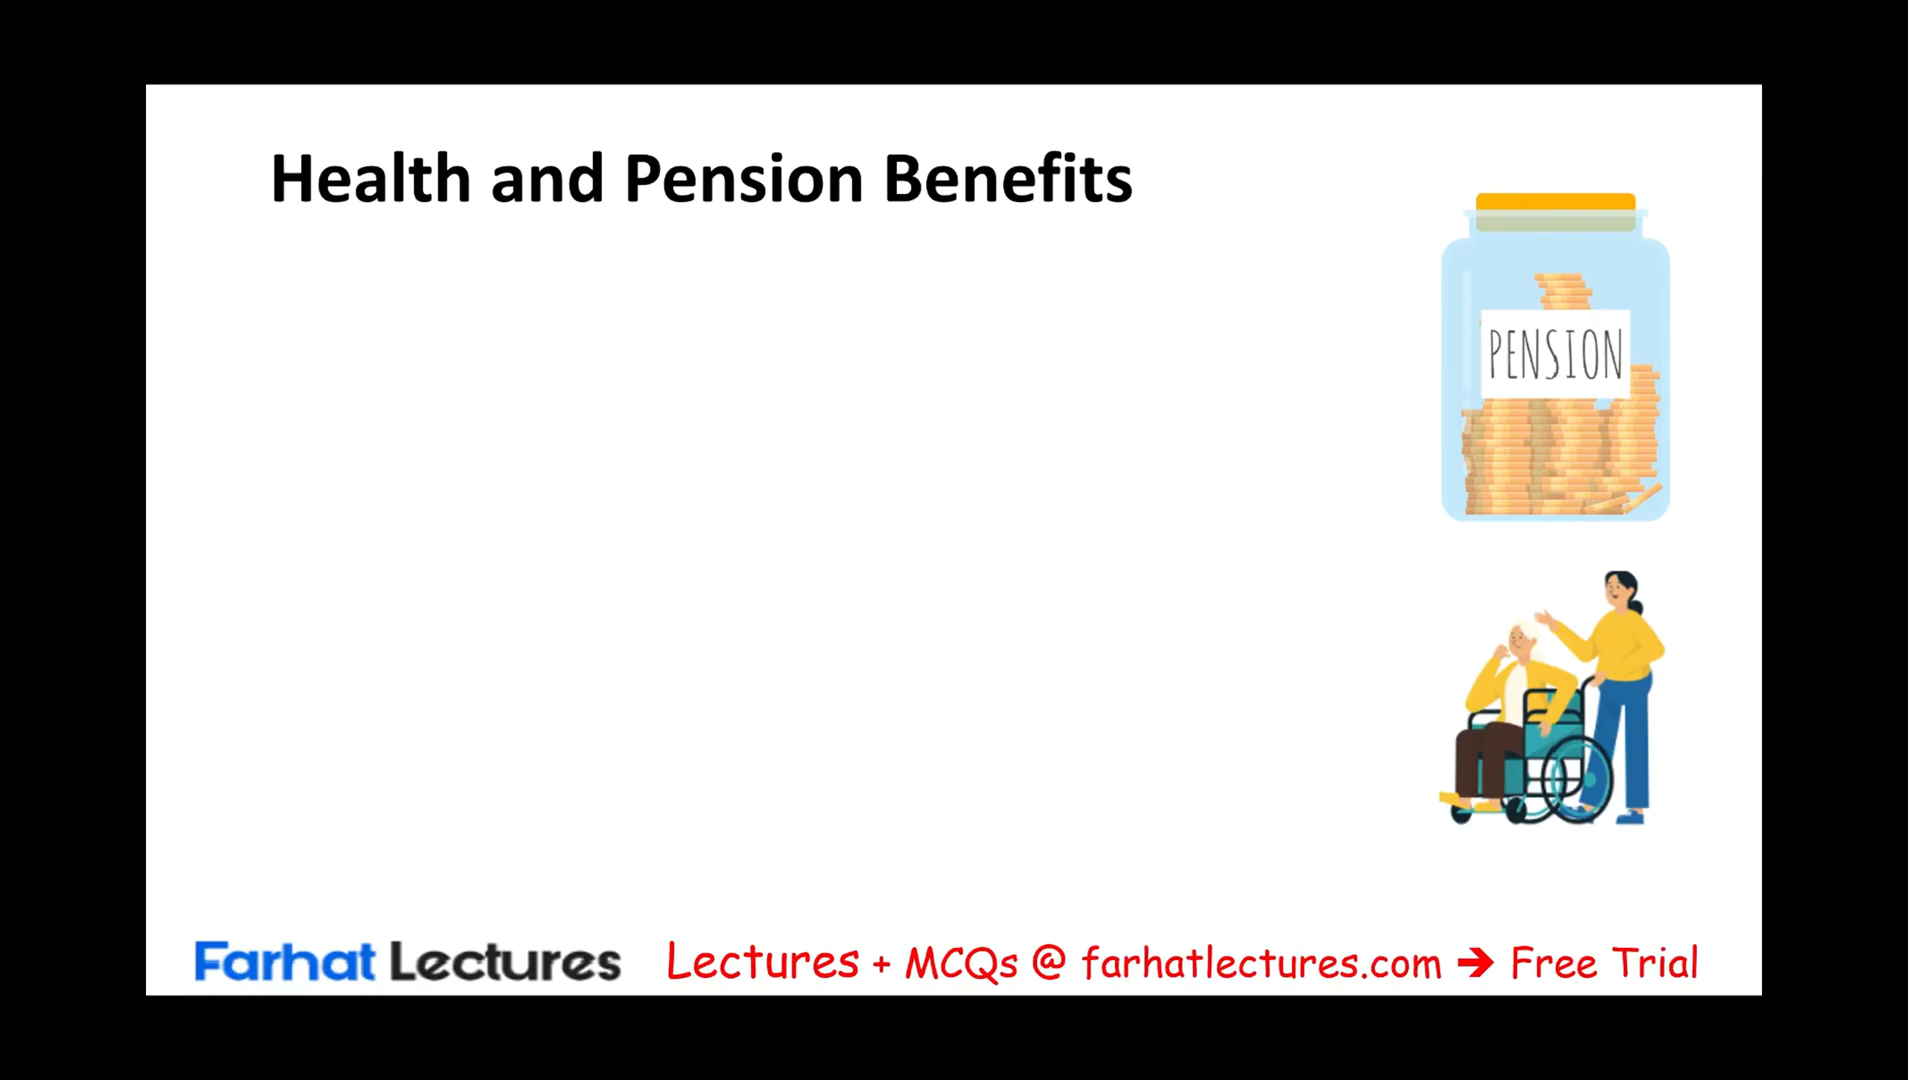 Health and Pension Benefits
PENSION
Farhat Lectures
Lectures + MCQs @ farhatlectures.com → Free Trial